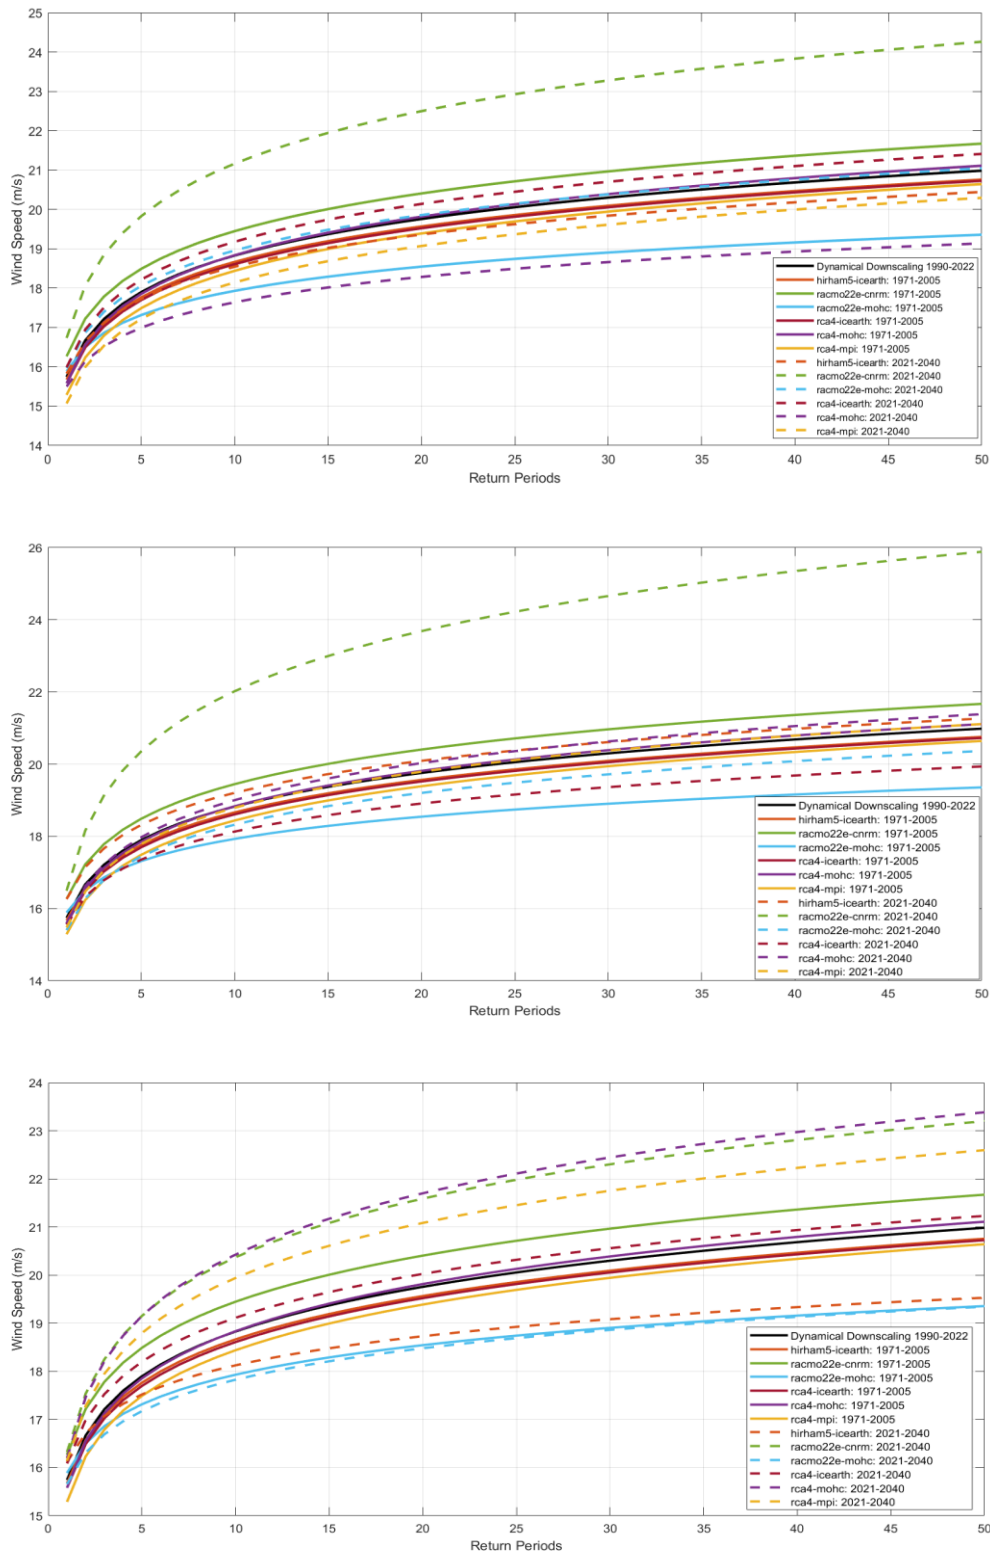 25
24
23
22
21
20
19
18
17
16
15
14
Wind Speed (m/s)
Dynamical Downscaling 1990-2022
hirham5-icearth: 1971-2005
racmo22e-cnrm: 1971-2005
racmo22e-mohc: 1971-2005
rca4-icearth: 1971-2005
rca4-mohc: 1971-2005
rca4-mpi: 1971-2005
hirham5-icearth: 2021-2040
racmo22e-cnrm: 2021-2040
racmo22e-mohc: 2021-2040
rca4-icearth: 2021-2040
rca4-mohc: 2021-2040
rca4-mpi: 2021-2040
0 5 10 15 20 25 30 35 40 45 50
Return Periods
26
24
22
20
18
16
14
Wind Speed (m/s)
Dynamical Downscaling 1990-2022
hirham5-icearth: 1971-2005
racmo22e-cnrm: 1971-2005
racmo22e-mohc: 1971-2005
rca4-icearth: 1971-2005
rca4-mohc: 1971-2005
rca4-mpi: 1971-2005
hirham5-icearth: 2021-2040
racmo22e-cnrm: 2021-2040
racmo22e-mohc: 2021-2040
rca4-icearth: 2021-2040
rca4-mohc: 2021-2040
rca4-mpi: 2021-2040
0 5 10 15 20 25 30 35 40 45 50
Return Periods
24
23
22
21
20
19
18
17
16
15
Wind Speed (m/s)
Dynamical Downscaling 1990-2022
hirham5-icearth: 1971-2005
racmo22e-cnrm: 1971-2005
racmo22e-mohc: 1971-2005
rca4-icearth: 1971-2005
rca4-mohc: 1971-2005
rca4-mpi: 1971-2005
hirham5-icearth: 2021-2040
racmo22e-cnrm: 2021-2040
racmo22e-mohc: 2021-2040
rca4-icearth: 2021-2040
rca4-mohc: 2021-2040
rca4-mpi: 2021-2040
0 5 10 15 20 25 30 35 40 45 50
Return Periods